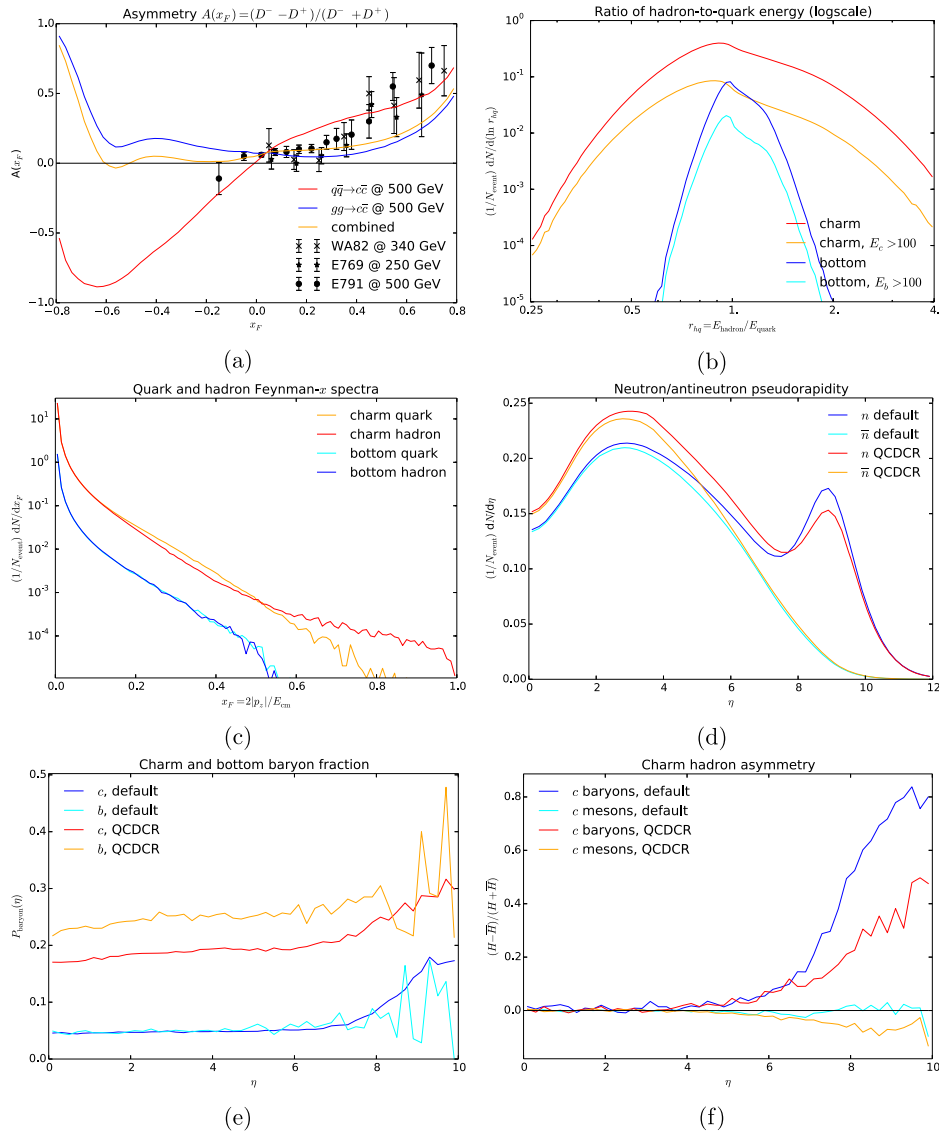 Asymmetry A(x_F)=(D⁻ −D⁺)/(D⁻ +D⁺)
1.0
0.5
0.0
−0.5
−1.0
A(x_F)
q q̅→c c̅ @ 500 GeV
gg→c c̅ @ 500 GeV
combined
WA82 @ 340 GeV
E769 @ 250 GeV
E791 @ 500 GeV
−0.8 −0.6 −0.4 −0.2 0.0 0.2 0.4 0.6 0.8
x_F
(a)
Ratio of hadron-to-quark energy (logscale)
10⁰
10⁻¹
10⁻²
10⁻³
10⁻⁴
10⁻⁵
(1/N_event) dN/d(ln r_hq)
charm
charm, E_c >100
bottom
bottom, E_b >100
0.25 0.5 1.0 2.0 4.
r_hq=E_hadron/E_quark
(b)
Quark and hadron Feynman-x spectra
10¹
10⁰
10⁻¹
10⁻²
10⁻³
10⁻⁴
(1/N_event) dN/dx_F
charm quark
charm hadron
bottom quark
bottom hadron
0.0 0.2 0.4 0.6 0.8 1.0
x_F =2|p_z|/E_cm
(c)
Neutron/antineutron pseudorapidity
0.25
0.20
0.15
0.10
0.05
0.00
(1/N_event) dN/dη
n default
n̅ default
n QCDCR
n̅ QCDCR
0 2 4 6 8 10 12
η
(d)
Charm and bottom baryon fraction
0.5
0.4
0.3
0.2
0.1
0.0
P_baryon(η)
c, default
b, default
c, QCDCR
b, QCDCR
0 2 4 6 8 10
η
(e)
Charm hadron asymmetry
0.8
0.6
0.4
0.2
0.0
(H−H̅)/(H+H̅)
c baryons, default
c mesons, default
c baryons, QCDCR
c mesons, QCDCR
0 2 4 6 8 10
η
(f)